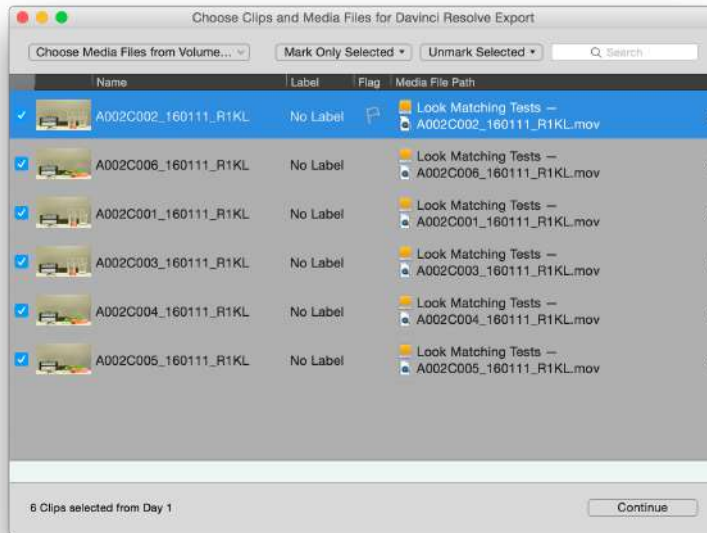 Choose Clips and Media Files for Davinci Resolve Export
Choose Media Files from Volume... Mark Only Selected Unmark Selected Search
Name Label Flag Media File Path
A002C002_160111_R1KL No Label Look Matching Tests —
A002C002_160111_R1KL.mov
A002C006_160111_R1KL No Label Look Matching Tests —
A002C006_160111_R1KL.mov
A002C001_160111_R1KL No Label Look Matching Tests —
A002C001_160111_R1KL.mov
A002C003_160111_R1KL No Label Look Matching Tests —
A002C003_160111_R1KL.mov
A002C004_160111_R1KL No Label Look Matching Tests —
A002C004_160111_R1KL.mov
A002C005_160111_R1KL No Label Look Matching Tests —
A002C005_160111_R1KL.mov
6 Clips selected from Day 1 Continue